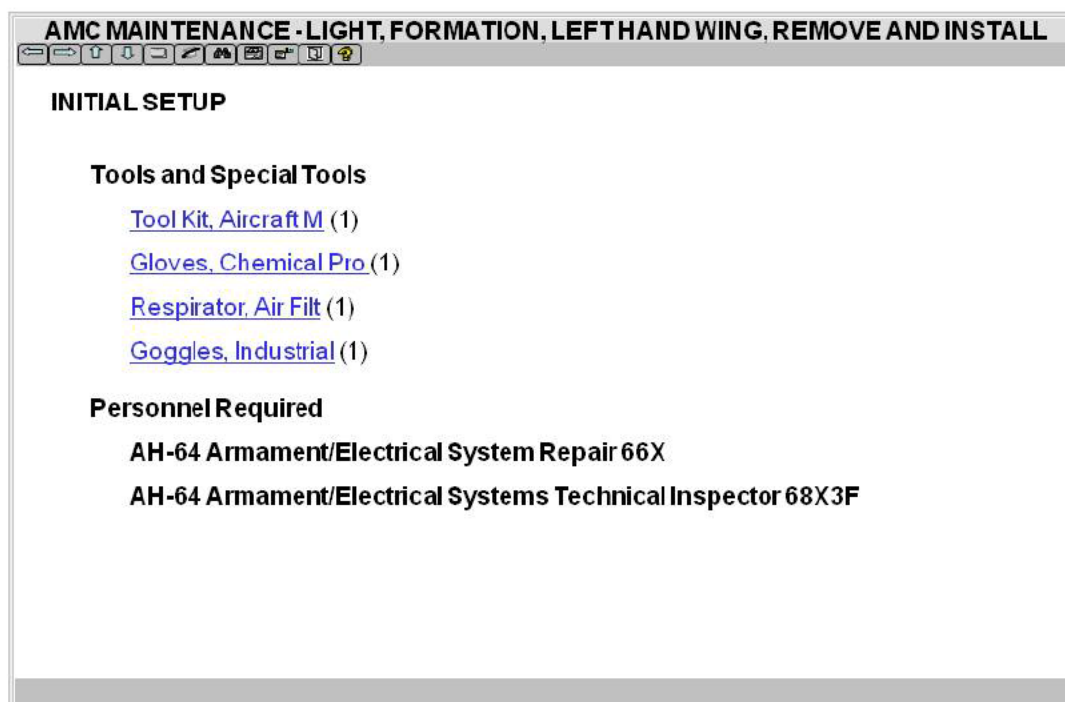 AMC MAINTENANCE - LIGHT, FORMATION, LEFT HAND WING, REMOVE AND INSTALL
INITIAL SETUP
Tools and Special Tools
Tool Kit, Aircraft M (1)
Gloves, Chemical Pro (1)
Respirator, Air Filt (1)
Goggles, Industrial (1)
Personnel Required
AH-64 Armament/Electrical System Repair 66X
AH-64 Armament/Electrical Systems Technical Inspector 68X3F